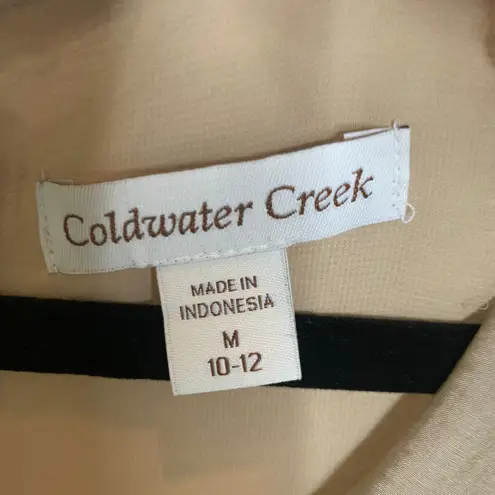 Coldwater Creek
MADE IN
INDONESIA
M
10-12